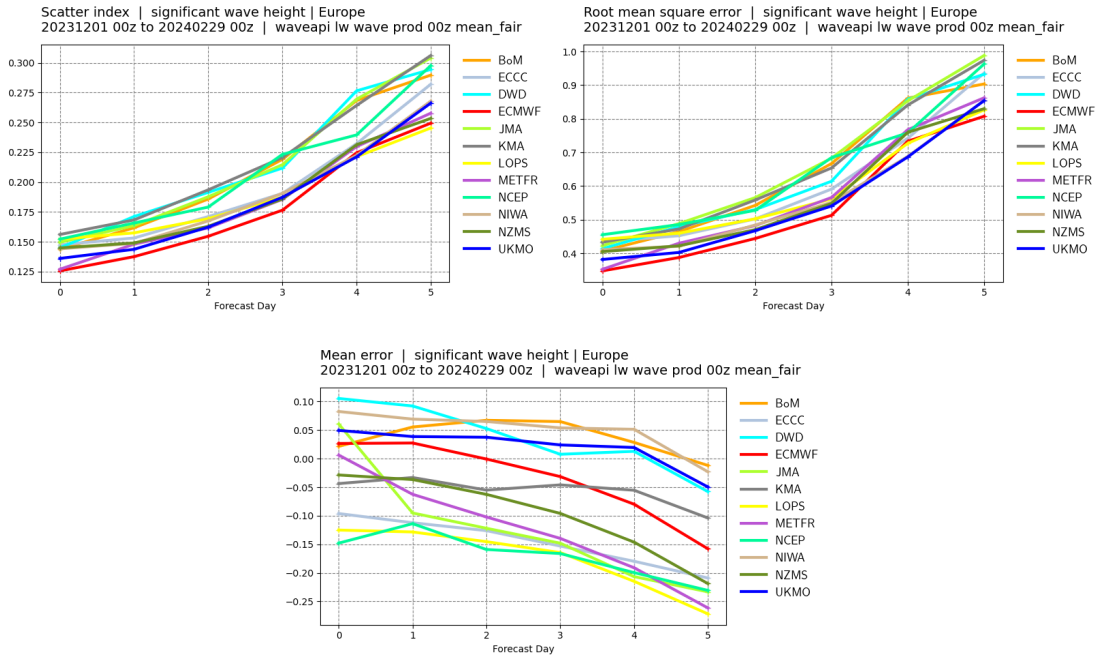 Scatter index | significant wave height | Europe
20231201 00z to 20240229 00z | waveapi lw wave prod 00z mean_fair
0.300
0.275
0.250
0.225
0.200
0.175
0.150
0.125
0 1 2 3 4 5
Forecast Day
BoM
ECCC
DWD
ECMWF
JMA
KMA
LOPS
METFR
NCEP
NIWA
NZMS
UKMO
Root mean square error | significant wave height | Europe
20231201 00z to 20240229 00z | waveapi lw wave prod 00z mean_fair
1.0
0.9
0.8
0.7
0.6
0.5
0.4
0 1 2 3 4 5
Forecast Day
BoM
ECCC
DWD
ECMWF
JMA
KMA
LOPS
METFR
NCEP
NIWA
NZMS
UKMO
Mean error | significant wave height | Europe
20231201 00z to 20240229 00z | waveapi lw wave prod 00z mean_fair
0.10
0.05
0.00
−0.05
−0.10
−0.15
−0.20
−0.25
0 1 2 3 4 5
Forecast Day
BoM
ECCC
DWD
ECMWF
JMA
KMA
LOPS
METFR
NCEP
NIWA
NZMS
UKMO